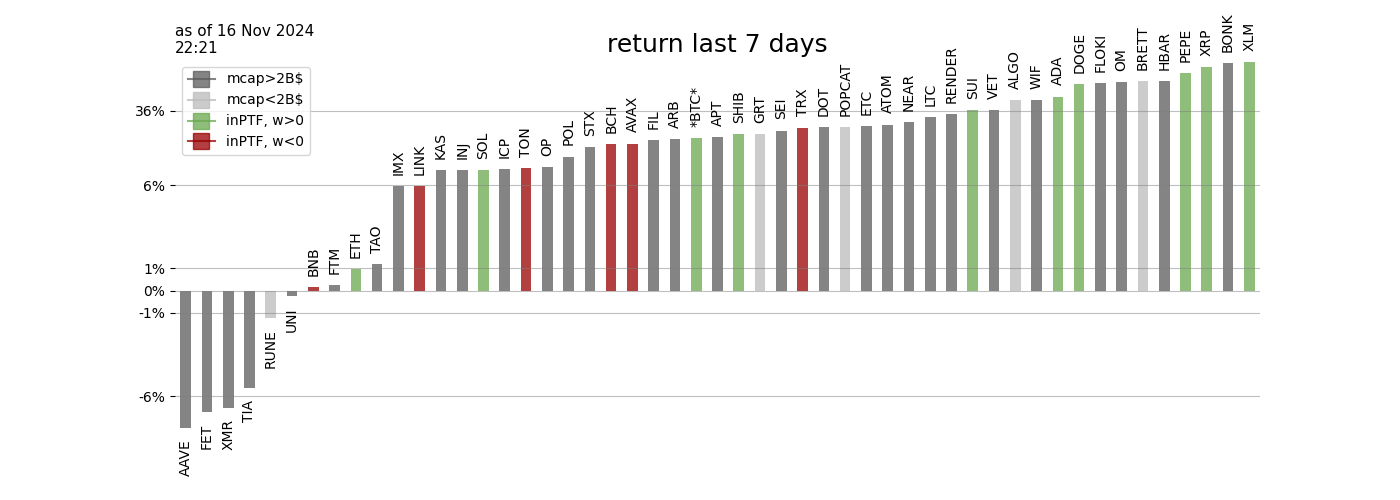 as of 16 Nov 2024
22:21
return last 7 days
mcap>2B$
mcap<2B$
inPTF, w>0
inPTF, w<0
36%
6%
1%
0%
-1%
-6%
AAVE
FET
XMR
TIA
RUNE
UNI
BNB
FTM
ETH
TAO
IMX
LINK
KAS
INJ
SOL
ICP
TON
OP
POL
STX
BCH
AVAX
FIL
ARB
*BTC*
APT
SHIB
GRT
SEI
TRX
DOT
POPCAT
ETC
ATOM
NEAR
LTC
RENDER
SUI
VET
ALGO
WIF
ADA
DOGE
FLOKI
OM
BRETT
HBAR
PEPE
XRP
BONK
XLM